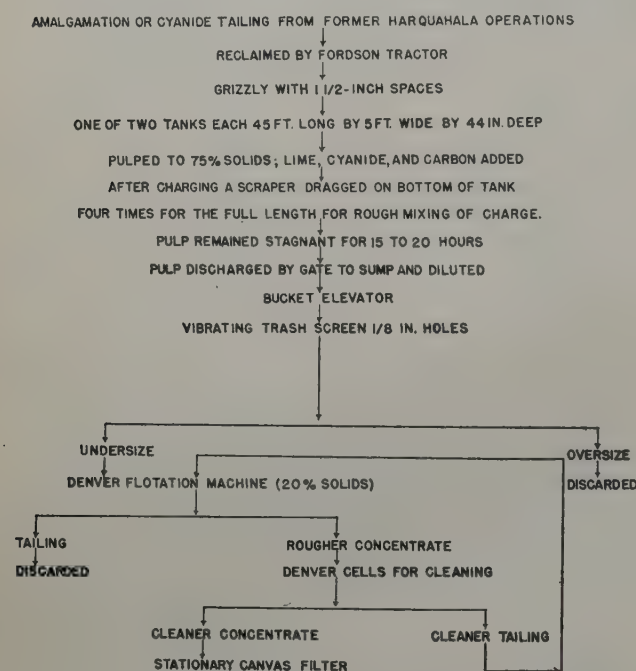 AMALGAMATION OR CYANIDE TAILING FROM FORMER HARQUAHALA OPERATIONS
RECLAIMED BY FORDSON TRACTOR
GRIZZLY WITH 1 1/2-INCH SPACES
ONE OF TWO TANKS EACH 45 FT. LONG BY 5 FT. WIDE BY 44 IN. DEEP
PULPED TO 75% SOLIDS; LIME, CYANIDE, AND CARBON ADDED
AFTER CHARGING A SCRAPER DRAGGED ON BOTTOM OF TANK
FOUR TIMES FOR THE FULL LENGTH FOR ROUGH MIXING OF CHARGE.
PULP REMAINED STAGNANT FOR 15 TO 20 HOURS
PULP DISCHARGED BY GATE TO SUMP AND DILUTED
BUCKET ELEVATOR
VIBRATING TRASH SCREEN 1/8 IN. HOLES
UNDERSIZE
OVERSIZE
DENVER FLOTATION MACHINE (20% SOLIDS)
DISCARDED
TAILING
ROUGHER CONCENTRATE
DISCARDED
DENVER CELLS FOR CLEANING
CLEANER CONCENTRATE
CLEANER TAILING
STATIONARY CANVAS FILTER